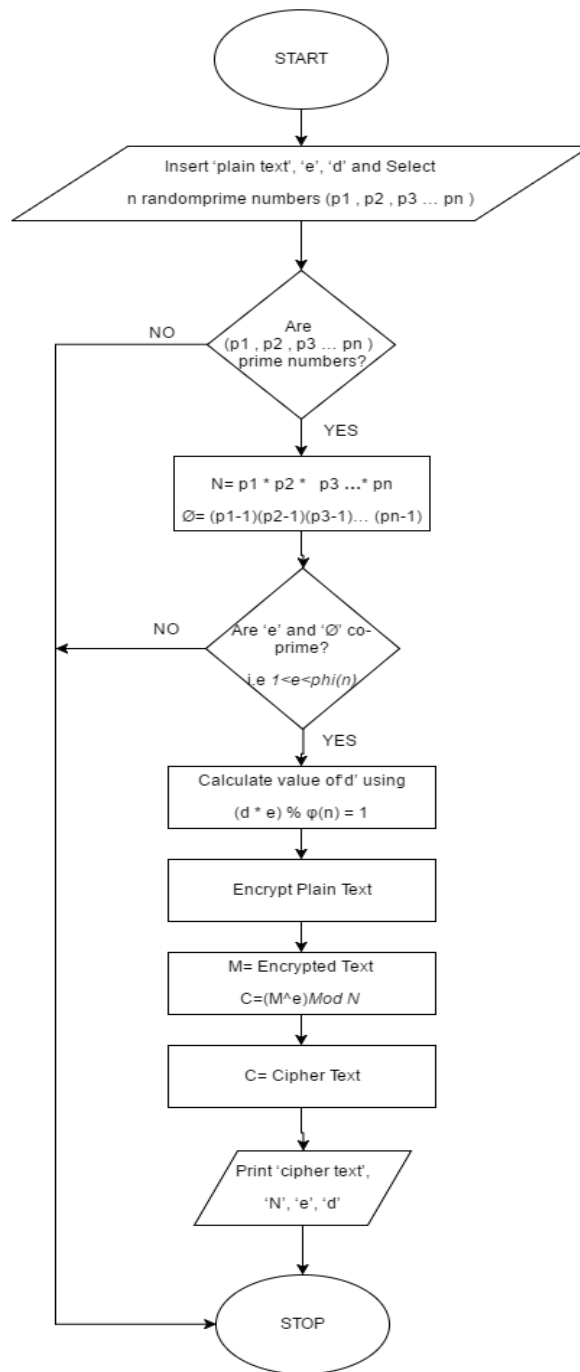 START
Insert ‘plain text’, ‘e’, ‘d’ and Select
n randomprime numbers (p1 , p2 , p3 ... pn )
NO
Are
(p1 , p2 , p3 ... pn )
prime numbers?
YES
N= p1 * p2 * p3 ...* pn
Ø= (p1-1)(p2-1)(p3-1)... (pn-1)
NO
Are ‘e’ and ‘Ø’ co-
prime?
i.e 1<e<phi(n)
YES
Calculate value of‘d’ using
(d * e) % φ(n) = 1
Encrypt Plain Text
M= Encrypted Text
C=(M^e)Mod N
C= Cipher Text
Print ‘cipher text’,
‘N’, ‘e’, ‘d’
STOP